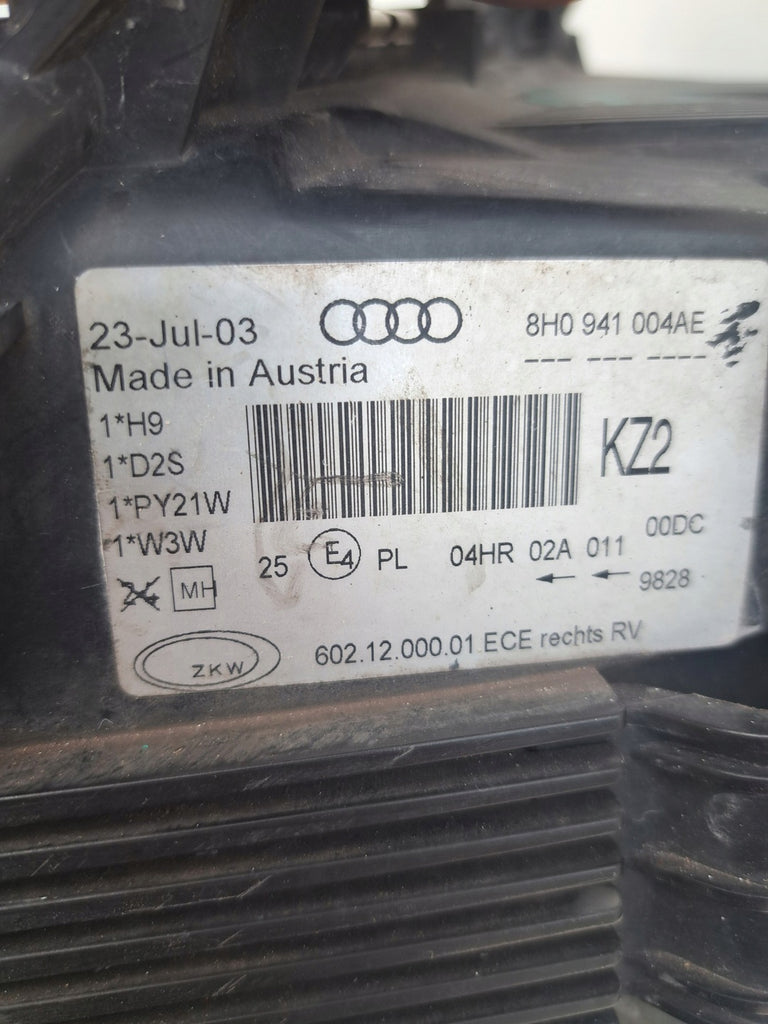 23-Jul-03
8H0 941 004AE
--- --- ----
Made in Austria
1*H9
1*D2S
1*PY21W
1*W3W
KZ2
00DC
25 E4 PL 04HR 02A 011
← ← 9828
MH
ZKW
602.12.000.01 ECE rechts RV